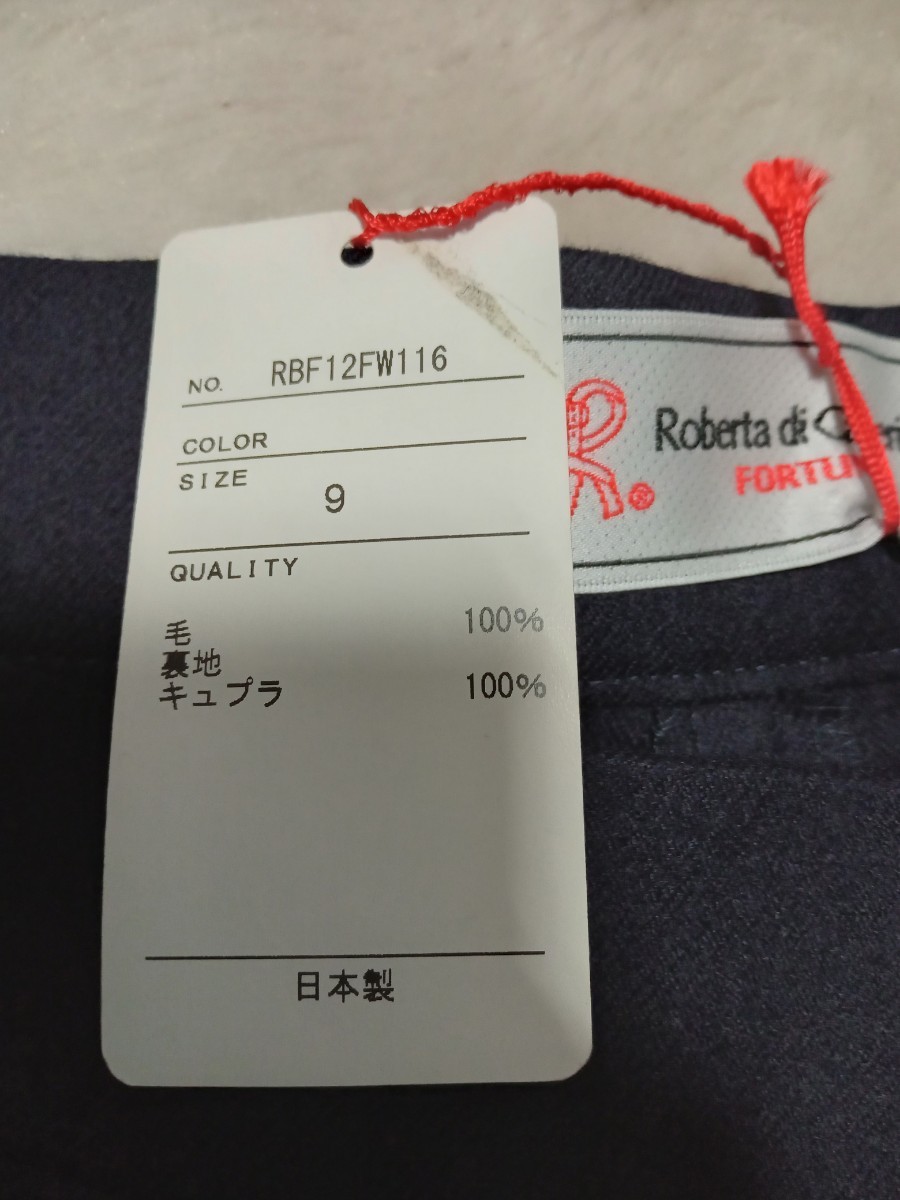 NO. RBF12FW116
COLOR
SIZE
9
QUALITY
毛 100%
裏地
キュプラ 100%
日本製
R®
Roberta di
FORTU